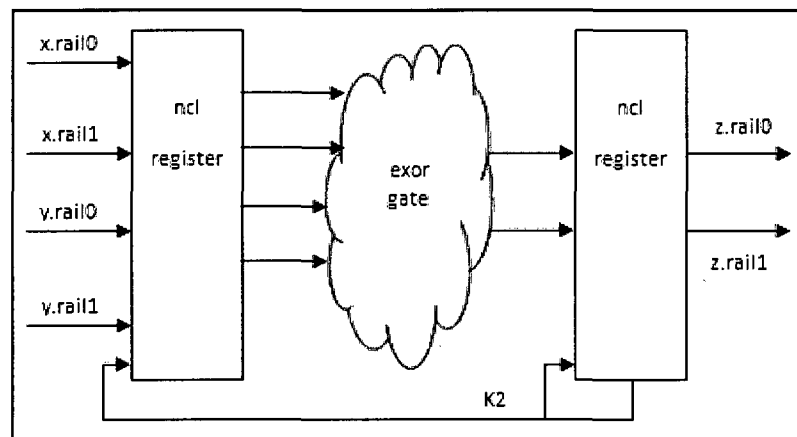 x.rail0
x.rail1
y.rail0
y.rail1
ncl
register
exor
gate
ncl
register
z.rail0
z.rail1
K2